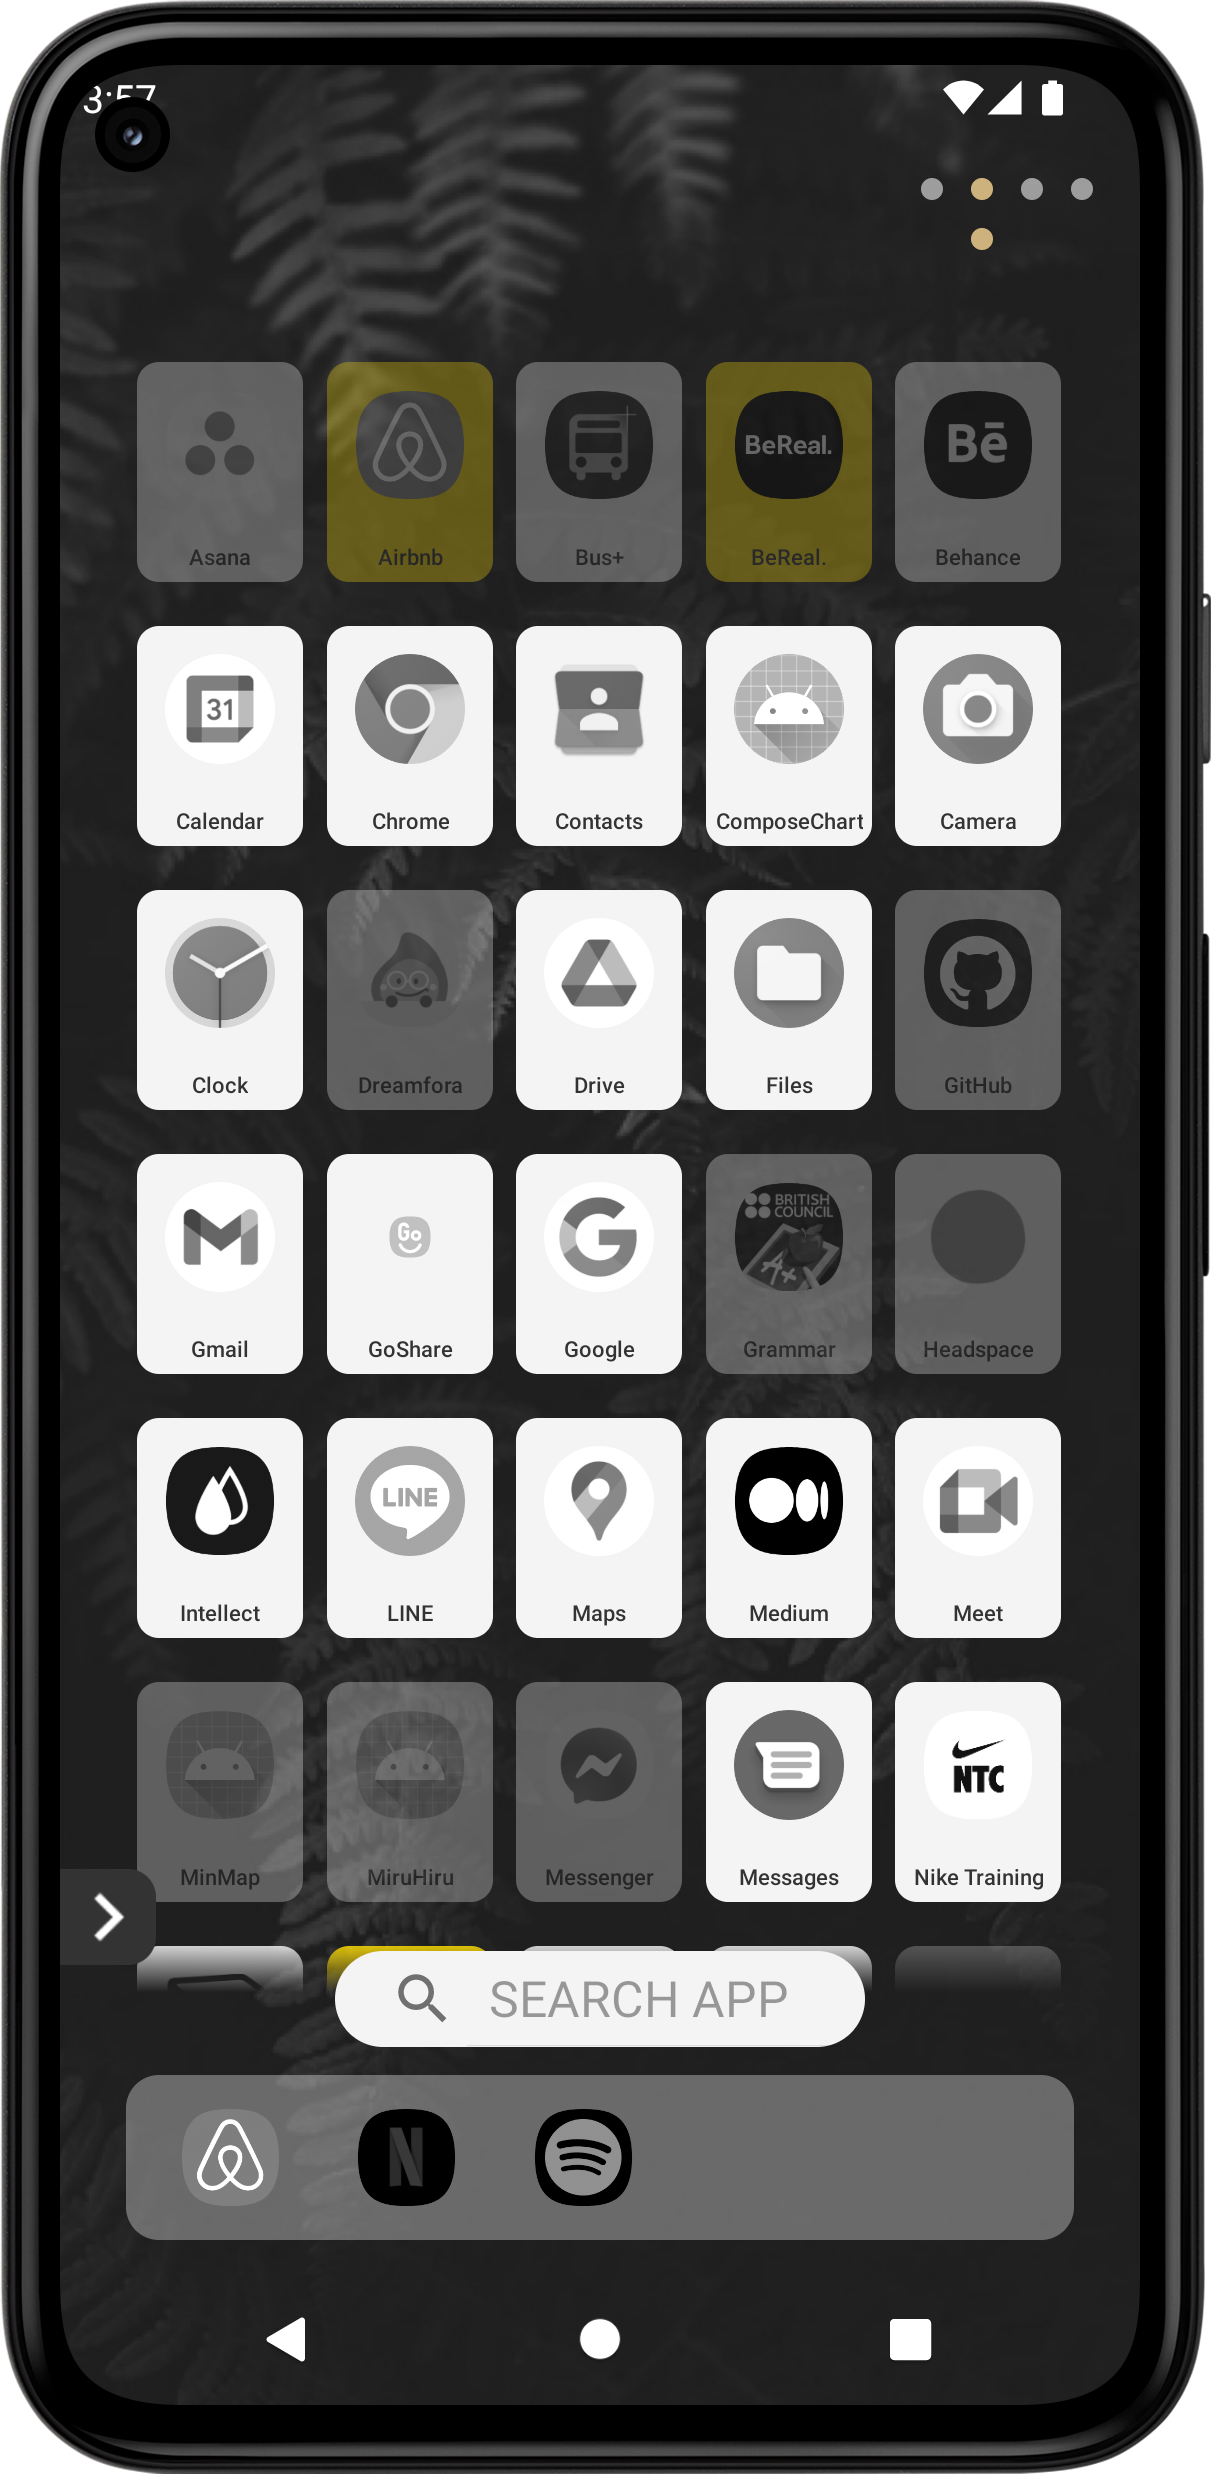 3:57
BeReal.
Bē
Asana
Airbnb
Bus+
BeReal.
Behance
31
Calendar
Chrome
Contacts
ComposeChart
Camera
Clock
Dreamfora
Drive
Files
GitHub
Go
BRITISH
COUNCIL
A+
Gmail
GoShare
Google
Grammar
Headspace
LINE
Intellect
LINE
Maps
Medium
Meet
NTC
MinMap
MiruHiru
Messenger
Messages
Nike Training
SEARCH APP